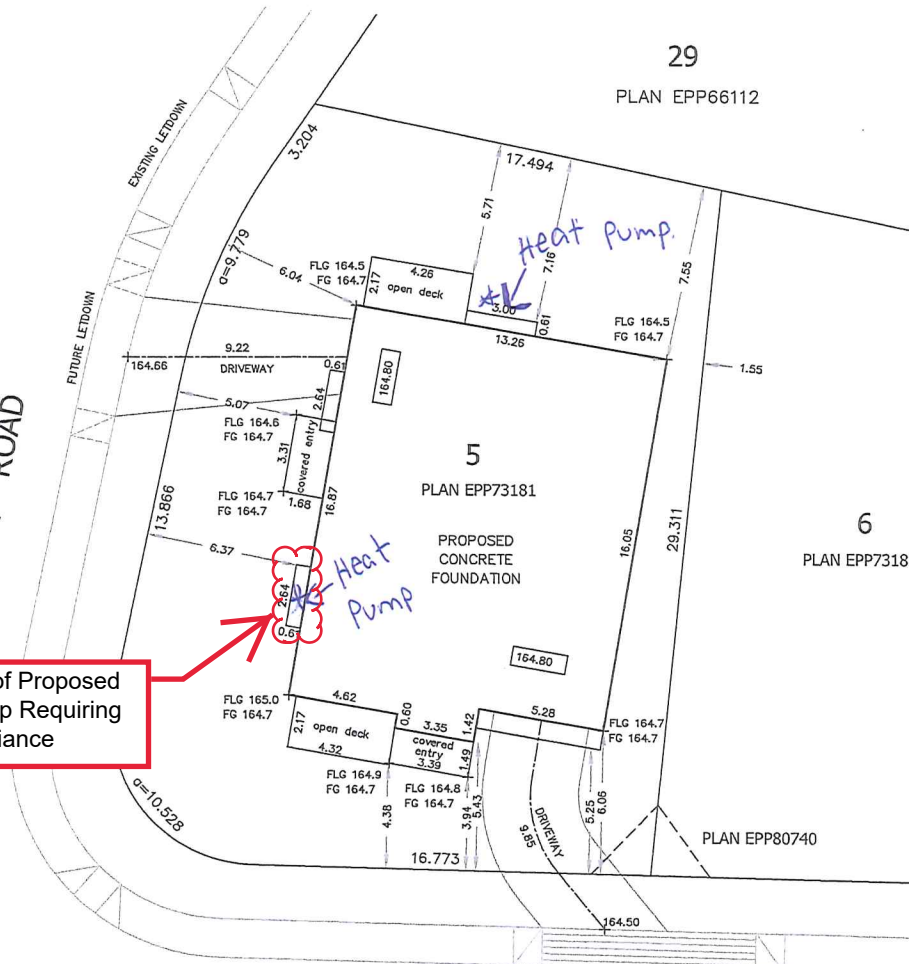 29
PLAN EPP66112
EXISTING LETDOWN
3.204
17.494
5.71
Heat Pump.
7.16
7.55
a=9.779
6.04
FLG 164.5
FG 164.7
4.26
2.17
open deck
3.00
0.61
13.26
FLG 164.5
FG 164.7
FUTURE LETDOWN
9.22
164.66
DRIVEWAY
0.61
164.80
1.55
ROAD
5.07
2.64
FLG 164.6
FG 164.7
3.31
covered entry
5
PLAN EPP73181
FLG 164.7
FG 164.7
1.68
16.87
13.866
6.37
PROPOSED
CONCRETE
FOUNDATION
16.05
29.311
6
PLAN EPP7318
Heat
Pump
2.64
0.61
164.80
of Proposed
p Requiring
iance
FLG 165.0
FG 164.7
4.62
2.17
open deck
4.32
0.60
3.35
covered
entry
3.39
1.42
1.49
5.28
FLG 164.7
FG 164.7
FLG 164.9
FG 164.7
FLG 164.8
FG 164.7
4.38
3.94
5.43
DRIVEWAY
9.85
5.25
6.06
a=10.528
16.773
PLAN EPP80740
164.50